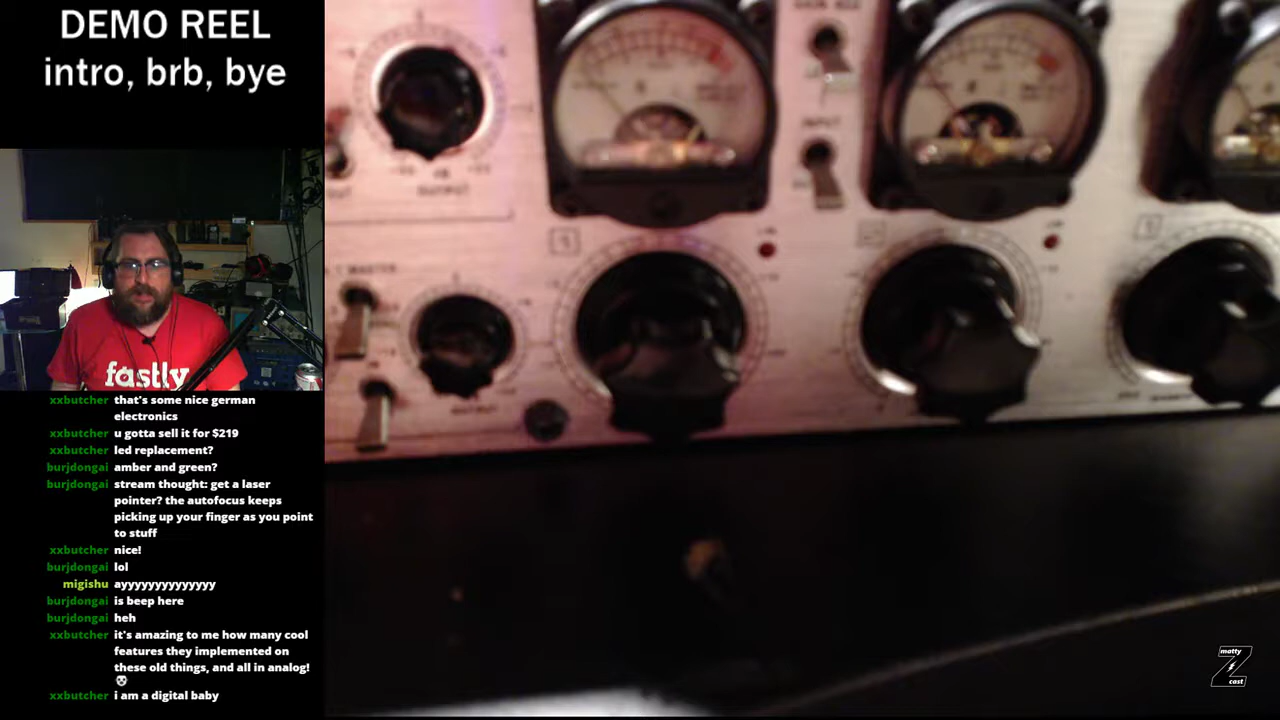 DEMO REEL
intro, brb, bye
fastly
xxbutcher that's some nice german
electronics
xxbutcher u gotta sell it for $219
xxbutcher led replacement?
burjdongai amber and green?
burjdongai stream thought: get a laser
pointer? the autofocus keeps
picking up your finger as you point
to stuff
xxbutcher nice!
burjdongai lol
migishu ayyyyyyyyyyyyyy
burjdongai is beep here
burjdongai heh
xxbutcher it's amazing to me how many cool
features they implemented on
these old things, and all in analog!
xxbutcher i am a digital baby
INPUT
OUTPUT
matty
Z
cast